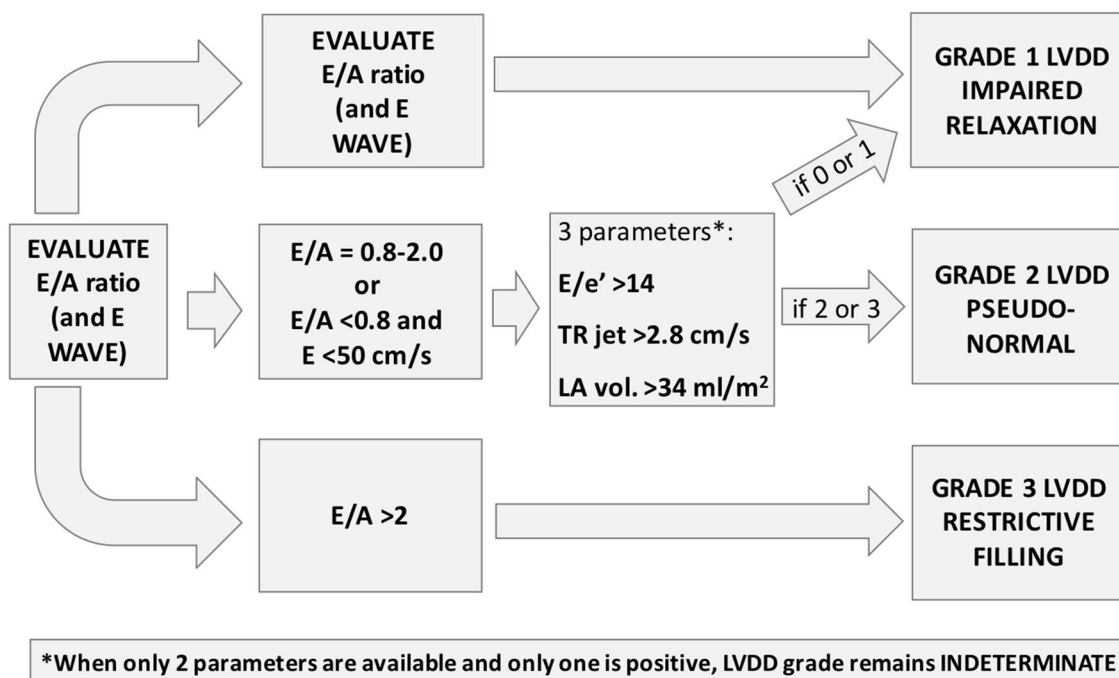 EVALUATE
E/A ratio
(and E
WAVE)
EVALUATE
E/A ratio
(and E
WAVE)
GRADE 1 LVDD
IMPAIRED
RELAXATION
E/A = 0.8-2.0
or
E/A <0.8 and
E <50 cm/s
3 parameters*:
E/e’ >14
TR jet >2.8 cm/s
LA vol. >34 ml/m²
if 0 or 1
if 2 or 3
GRADE 2 LVDD
PSEUDO-
NORMAL
E/A >2
GRADE 3 LVDD
RESTRICTIVE
FILLING
*When only 2 parameters are available and only one is positive, LVDD grade remains INDETERMINATE